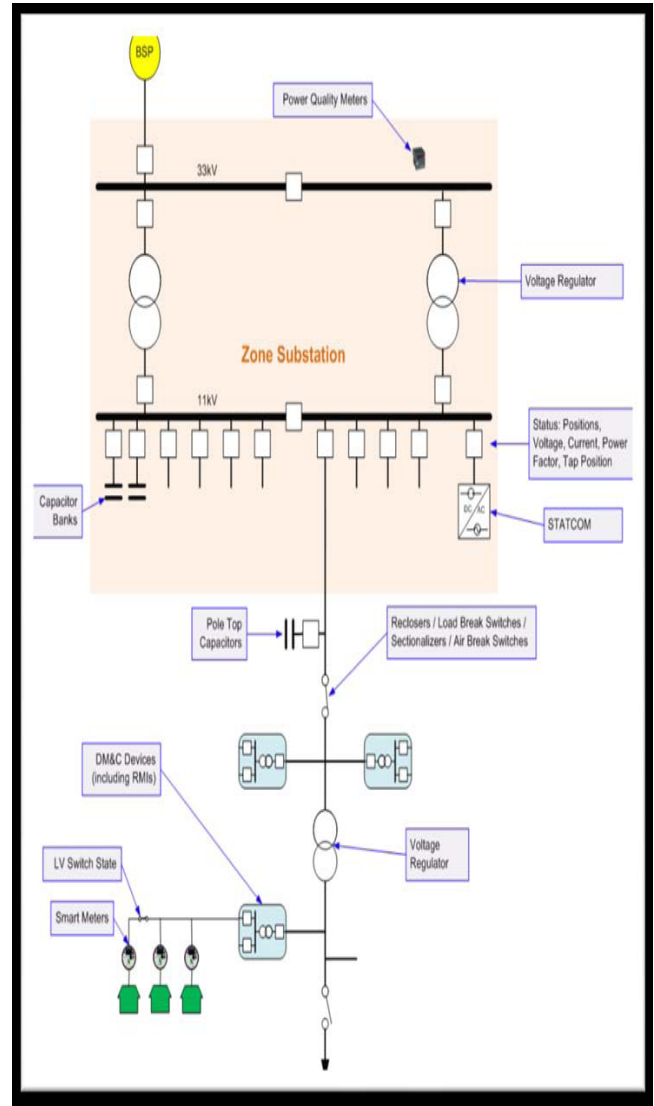 BSP
Power Quality Meters
33kV
Voltage Regulator
Zone Substation
11kV
Status: Positions,
Voltage, Current, Power
Factor, Tap Position
Capacitor
Banks
DC
AC
STATCOM
Pole Top
Capacitors
Reclosers / Load Break Switches /
Sectionalizers / Air Break Switches
DM&C Devices
(including RMIs)
Voltage
Regulator
LV Switch State
Smart Meters